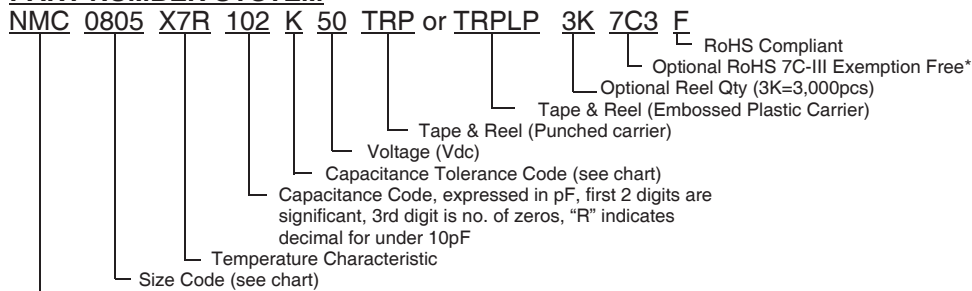 NMC 0805 X7R 102 K 50 TRP or TRPLP 3K 7C3 F
RoHS Compliant
Optional RoHS 7C-III Exemption Free*
Optional Reel Qty (3K=3,000pcs)
Tape & Reel (Embossed Plastic Carrier)
Tape & Reel (Punched carrier)
Voltage (Vdc)
Capacitance Tolerance Code (see chart)
Capacitance Code, expressed in pF, first 2 digits are
significant, 3rd digit is no. of zeros, “R” indicates
decimal for under 10pF
Temperature Characteristic
Size Code (see chart)